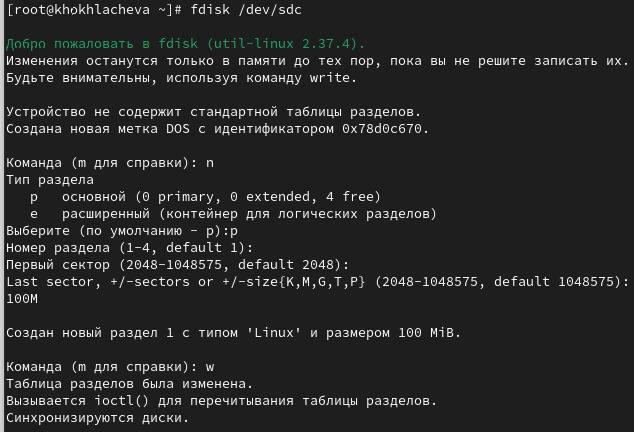 [root@khokhlacheva ~]# fdisk /dev/sdc
Добро пожаловать в fdisk (util-linux 2.37.4).
Изменения останутся только в памяти до тех пор, пока вы не решите записать их.
Будьте внимательны, используя команду write.
Устройство не содержит стандартной таблицы разделов.
Создана новая метка DOS с идентификатором 0x78d0c670.
Команда (m для справки): n
Тип раздела
p основной (0 primary, 0 extended, 4 free)
e расширенный (контейнер для логических разделов)
Выберите (по умолчанию - p):p
Номер раздела (1-4, default 1):
Первый сектор (2048-1048575, default 2048):
Last sector, +/-sectors or +/-size{K,M,G,T,P} (2048-1048575, default 1048575):
100M
Создан новый раздел 1 с типом 'Linux' и размером 100 MiB.
Команда (m для справки): w
Таблица разделов была изменена.
Вызывается ioctl() для перечитывания таблицы разделов.
Синхронизируются диски.